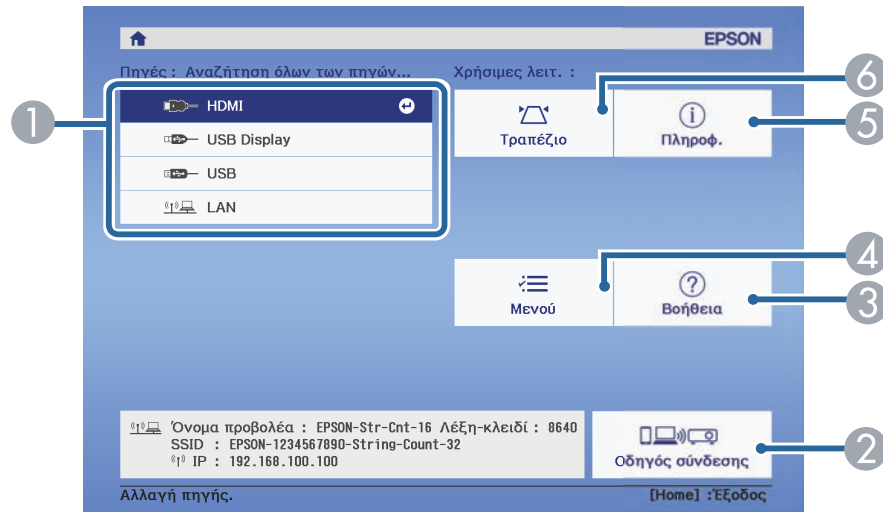 EPSON
Πηγές : Αναζήτηση όλων των πηγών...
Χρήσιμες λειτ. :
HDMI
USB Display
USB
LAN
Τραπέζιο
Πληροφ.
Μενού
Βοήθεια
Όνομα προβολέα : EPSON-Str-Cnt-16 Λέξη-κλειδί : 8640
SSID : EPSON-1234567890-String-Count-32
IP : 192.168.100.100
Οδηγός σύνδεσης
Αλλαγή πηγής.
[Home] :Έξοδος
1
6
5
4
3
2